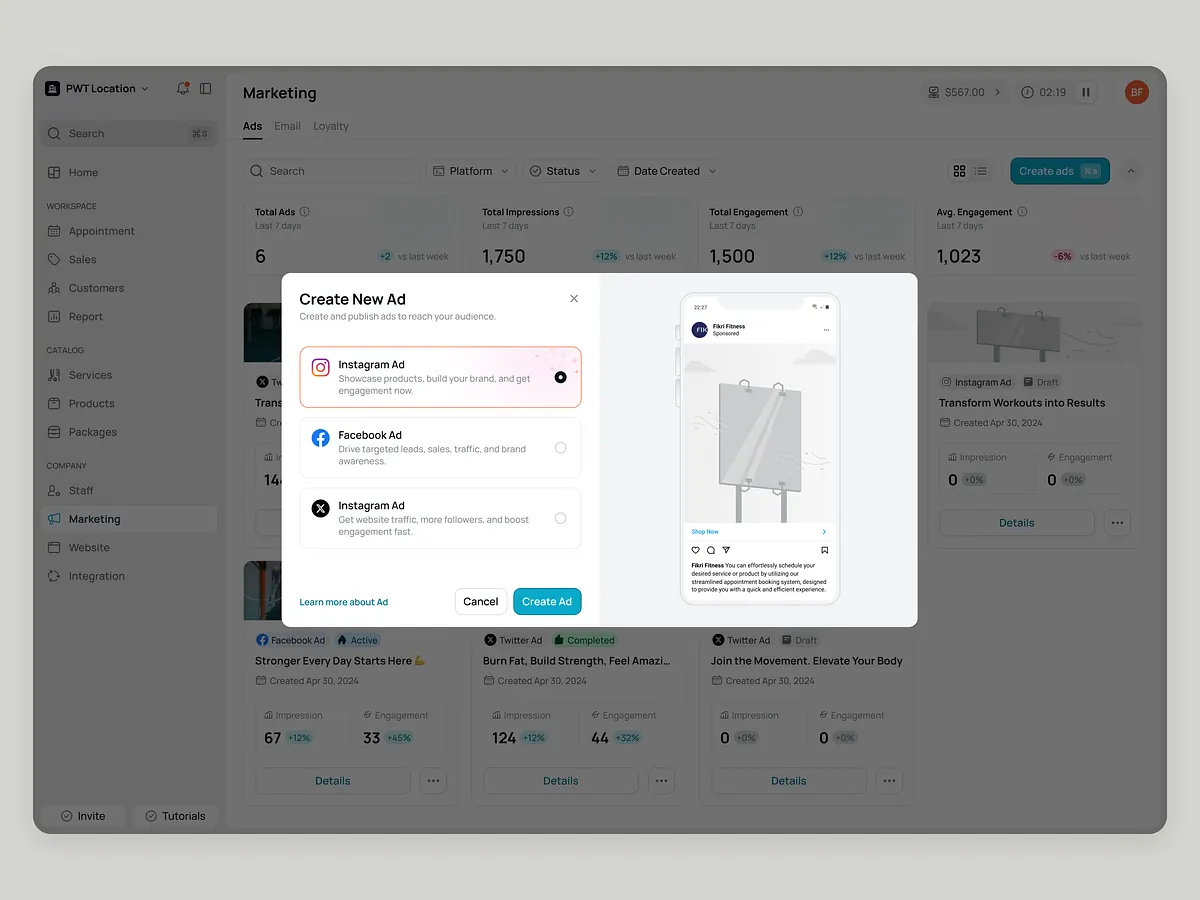 PWT Location
Search
⌘S
Home
WORKSPACE
Appointment
Sales
Customers
Report
CATALOG
Services
Products
Packages
COMPANY
Staff
Marketing
Website
Integration
Invite
Tutorials
Marketing
$567.00
02:19
BF
Ads
Email
Loyalty
Search
Platform
Status
Date Created
Create ads
⌘a
Total Ads
Last 7 days
6
+2 vs last week
Total Impressions
Last 7 days
1,750
+12% vs last week
Total Engagement
Last 7 days
1,500
+12% vs last week
Avg. Engagement
Last 7 days
1,023
-6% vs last week
Create New Ad
Create and publish ads to reach your audience.
Instagram Ad
Showcase products, build your brand, and get
engagement now.
Facebook Ad
Drive targeted leads, sales, traffic, and brand
awareness.
Instagram Ad
Get website traffic, more followers, and boost
engagement fast.
Learn more about Ad
Cancel
Create Ad
22:27
Fikri Fitness
Sponsored
Shop Now
Fikri Fitness You can effortlessly schedule your
desired service or product by utilizing our
streamlined appointment booking system, designed
to provide you with a quick and efficient experience.
Instagram Ad
Draft
Transform Workouts into Results
Created Apr 30, 2024
Impression
0 +0%
Engagement
0 +0%
Details
Facebook Ad
Active
Stronger Every Day Starts Here 💪
Created Apr 30, 2024
Impression
67 +12%
Engagement
33 +45%
Details
Twitter Ad
Completed
Burn Fat, Build Strength, Feel Amazi...
Created Apr 30, 2024
Impression
124 +12%
Engagement
44 +32%
Details
Twitter Ad
Draft
Join the Movement. Elevate Your Body
Created Apr 30, 2024
Impression
0 +0%
Engagement
0 +0%
Details